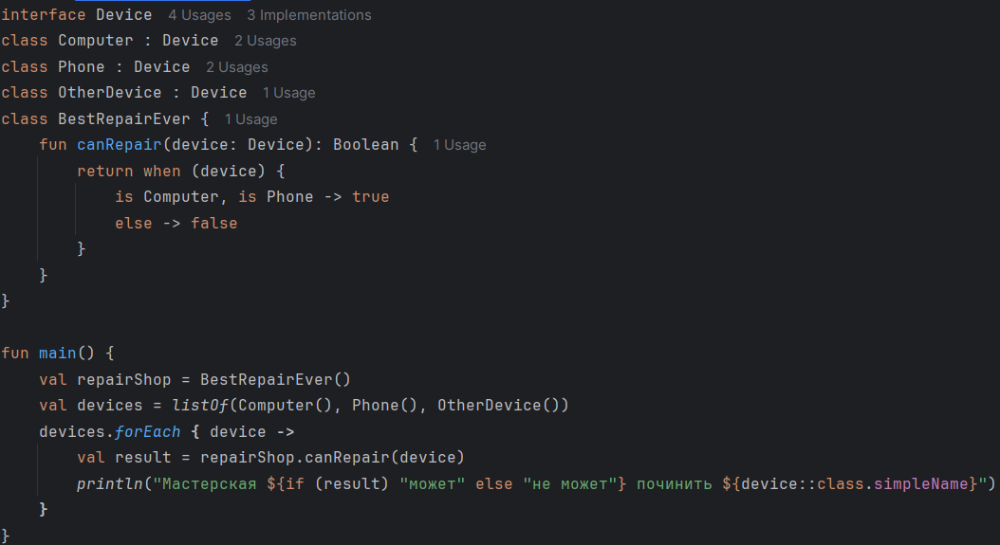 interface Device 4 Usages 3 Implementations
class Computer : Device 2 Usages
class Phone : Device 2 Usages
class OtherDevice : Device 1 Usage
class BestRepairEver { 1 Usage
    fun canRepair(device: Device): Boolean { 1 Usage
        return when (device) {
            is Computer, is Phone -> true
            else -> false
        }
    }
}

fun main() {
    val repairShop = BestRepairEver()
    val devices = listOf(Computer(), Phone(), OtherDevice())
    devices.forEach { device ->
        val result = repairShop.canRepair(device)
        println("Мастерская ${if (result) "может" else "не может"} починить ${device::class.simpleName}")
    }
}